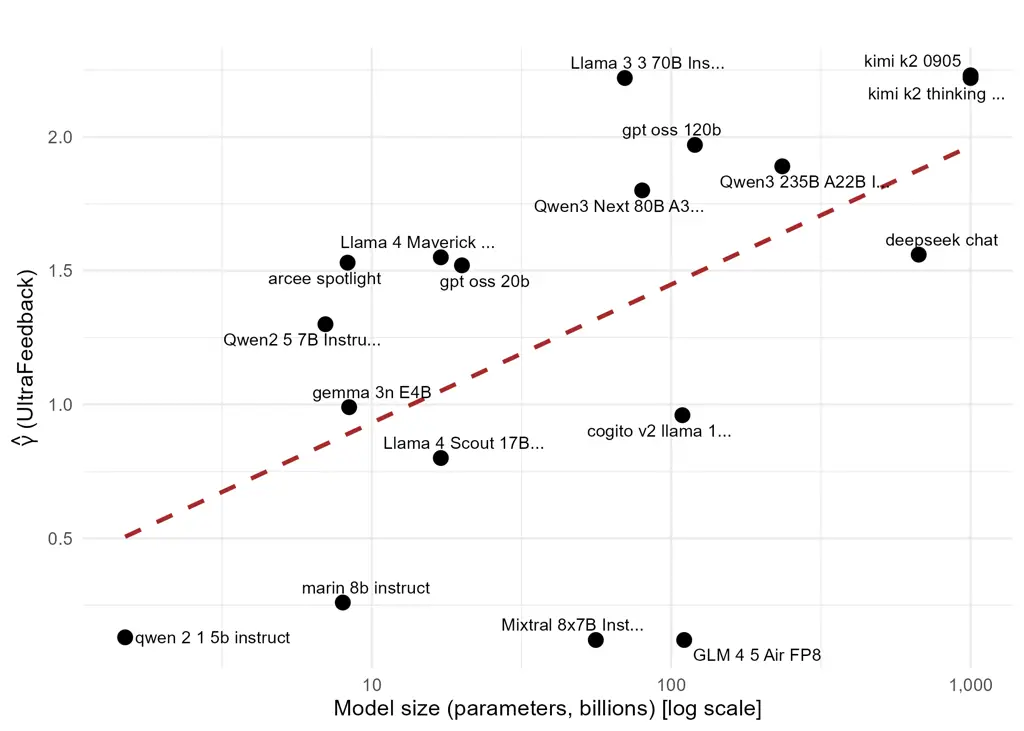 kimi k2 0905
Llama 3 3 70B Ins...
kimi k2 thinking ...
gpt oss 120b
2.0
Qwen3 235B A22B I...
Qwen3 Next 80B A3...
Llama 4 Maverick ...
deepseek chat
1.5
arcee spotlight
gpt oss 20b
Qwen2 5 7B Instru...
gemma 3n E4B
1.0
cogito v2 llama 1...
Llama 4 Scout 17B...
0.5
marin 8b instruct
Mixtral 8x7B Inst...
qwen 2 1 5b instruct
GLM 4 5 Air FP8
10
100
1,000
Model size (parameters, billions) [log scale]
γ̂ (UltraFeedback)